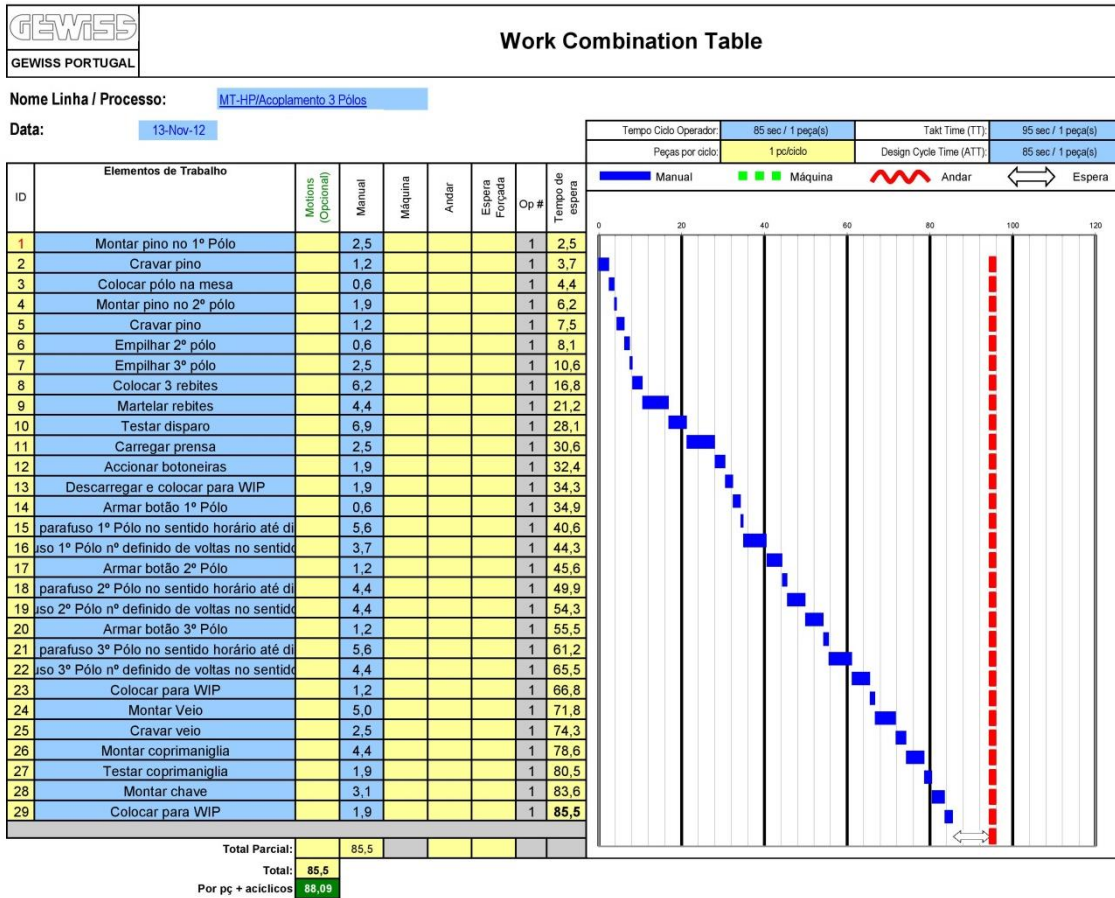 GEWISS
GEWISS PORTUGAL
Work Combination Table
Nome Linha / Processo: MT-HP/Acoplamento 3 Pólos
Data: 13-Nov-12
Tempo Ciclo Operador: 85 sec / 1 peça(s) Takt Time (TT): 95 sec / 1 peça(s)
Peças por ciclo: 1 pc/ciclo Design Cycle Time (ATT): 85 sec / 1 peça(s)
Manual Máquina Andar Espera
ID Elementos de Trabalho Motions (Opcional) Manual Máquina Andar Espera Forçada Op # Tempo de espera
0 20 40 60 80 100 120
1 Montar pino no 1º Pólo 2,5 1 2,5
2 Cravar pino 1,2 1 3,7
3 Colocar pólo na mesa 0,6 1 4,4
4 Montar pino no 2º pólo 1,9 1 6,2
5 Cravar pino 1,2 1 7,5
6 Empilhar 2º pólo 0,6 1 8,1
7 Empilhar 3º pólo 2,5 1 10,6
8 Colocar 3 rebites 6,2 1 16,8
9 Martelar rebites 4,4 1 21,2
10 Testar disparo 6,9 1 28,1
11 Carregar prensa 2,5 1 30,6
12 Accionar botoneiras 1,9 1 32,4
13 Descarregar e colocar para WIP 1,9 1 34,3
14 Armar botão 1º Pólo 0,6 1 34,9
15 parafuso 1º Pólo no sentido horário até di 5,6 1 40,6
16 uso 1º Pólo nº definido de voltas no sentido 3,7 1 44,3
17 Armar botão 2º Pólo 1,2 1 45,6
18 parafuso 2º Pólo no sentido horário até di 4,4 1 49,9
19 uso 2º Pólo nº definido de voltas no sentido 4,4 1 54,3
20 Armar botão 3º Pólo 1,2 1 55,5
21 parafuso 3º Pólo no sentido horário até di 5,6 1 61,2
22 uso 3º Pólo nº definido de voltas no sentido 4,4 1 65,5
23 Colocar para WIP 1,2 1 66,8
24 Montar Veio 5,0 1 71,8
25 Cravar veio 2,5 1 74,3
26 Montar coprimaniglia 4,4 1 78,6
27 Testar coprimaniglia 1,9 1 80,5
28 Montar chave 3,1 1 83,6
29 Colocar para WIP 1,9 1 85,5
Total Parcial: 85,5
Total: 85,5
Por pç + acíclicos 88,09